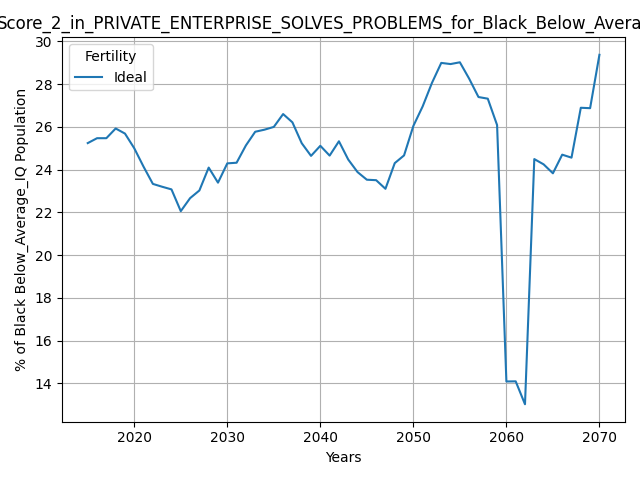 Score_2_in_PRIVATE_ENTERPRISE_SOLVES_PROBLEMS_for_Black_Below_Avera
Fertility
Ideal
% of Black Below_Average_IQ Population
30
28
26
24
22
20
18
16
14
2020 2030 2040 2050 2060 2070
Years